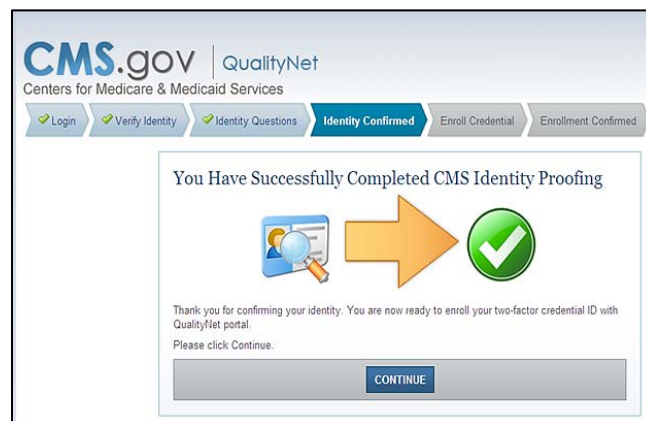 CMS.gov QualityNet
Centers for Medicare & Medicaid Services
Login Verify Identity Identity Questions Identity Confirmed Enroll Credential Enrollment Confirmed
You Have Successfully Completed CMS Identity Proofing
Thank you for confirming your identity. You are now ready to enroll your two-factor credential ID with
QualityNet portal.
Please click Continue.
CONTINUE